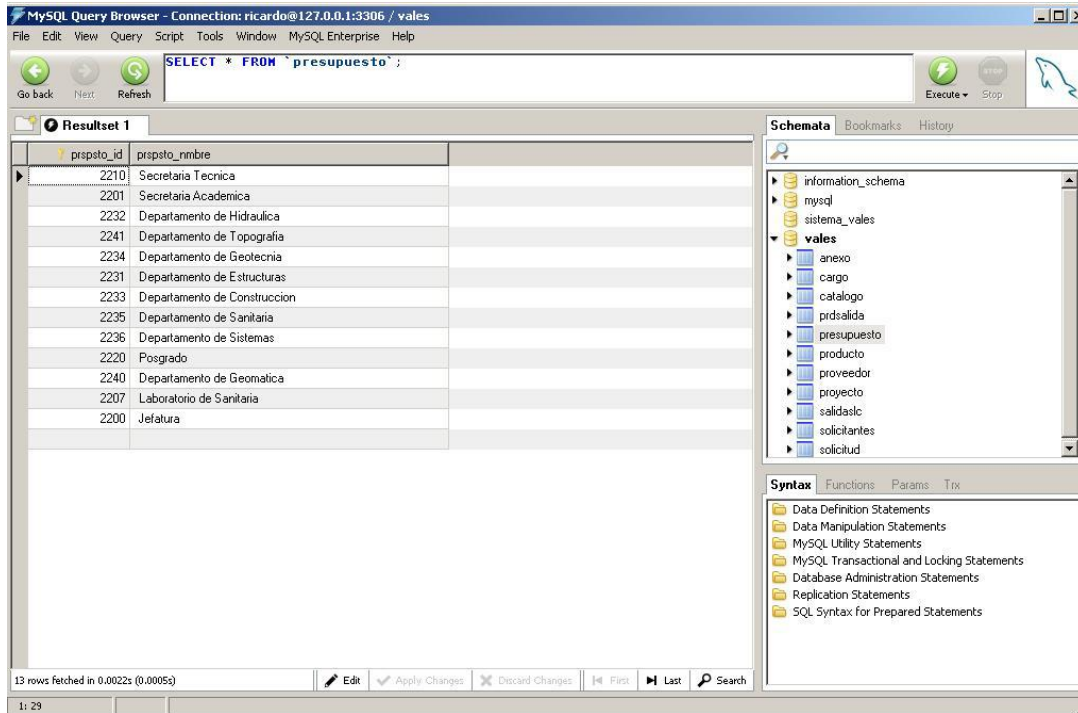 MySQL Query Browser - Connection: ricardo@127.0.0.1:3306 / vales
File Edit View Query Script Tools Window MySQL Enterprise Help
SELECT * FROM `presupuesto`;
Go back Next Refresh
Execute Stop
STOP
Resultset 1
prspsto_id prspsto_nmbre
2210 Secretaria Tecnica
2201 Secretaria Academica
2232 Departamento de Hidraulica
2241 Departamento de Topografia
2234 Departamento de Geotecnia
2231 Departamento de Estructuras
2233 Departamento de Construccion
2235 Departamento de Sanitaria
2236 Departamento de Sistemas
2220 Posgrado
2240 Departamento de Geomatica
2207 Laboratorio de Sanitaria
2200 Jefatura
13 rows fetched in 0.0022s (0.0005s)
Edit Apply Changes Discard Changes First Last Search
1: 29
Schemata Bookmarks History
information_schema
mysql
sistema_vales
vales
anexo
cargo
catalogo
prdsalida
presupuesto
producto
proveedor
proyecto
salidaslc
solicitantes
solicitud
Syntax Functions Params Trx
Data Definition Statements
Data Manipulation Statements
MySQL Utility Statements
MySQL Transactional and Locking Statements
Database Administration Statements
Replication Statements
SQL Syntax for Prepared Statements